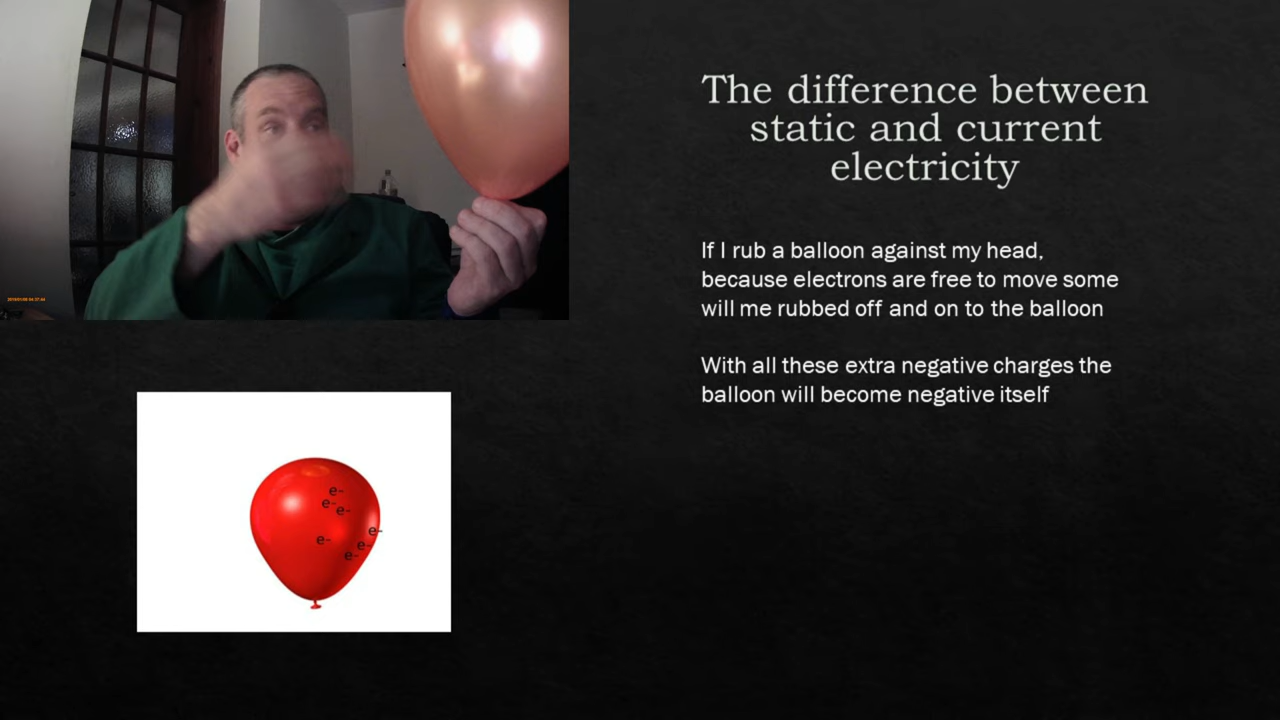 The difference between
static and current
electricity
If I rub a balloon against my head,
because electrons are free to move some
will me rubbed off and on to the balloon
With all these extra negative charges the
balloon will become negative itself
e-
e-
e-
e-
e-
e-
e-